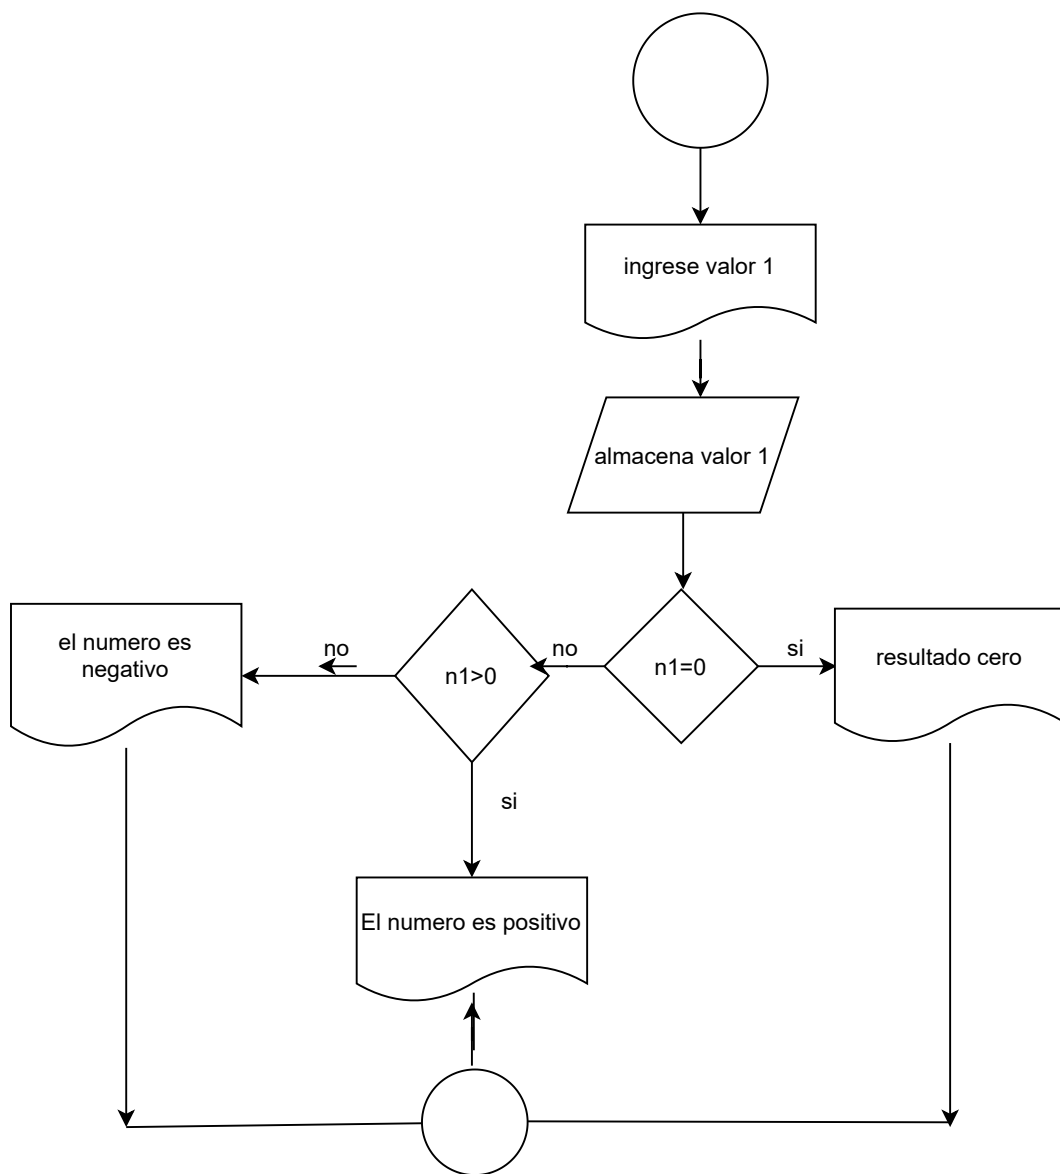 ingrese valor 1
almacena valor 1
el numero es
negativo
no
n1>0
no
n1=0
si
resultado cero
si
El numero es positivo